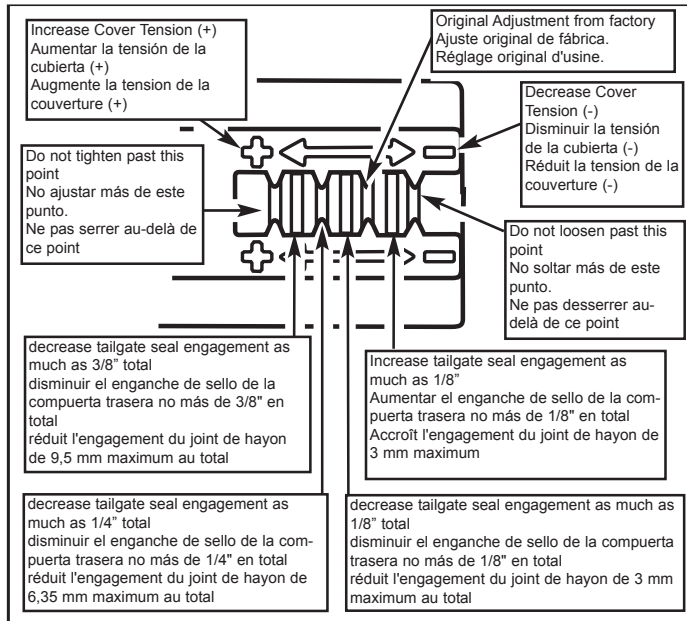 Increase Cover Tension (+)
Aumentar la tensión de la
cubierta (+)
Augmente la tension de la
couverture (+)
Original Adjustment from factory
Ajuste original de fábrica.
Réglage original d'usine.
Decrease Cover
Tension (-)
Disminuir la tensión
de la cubierta (-)
Réduit la tension de la
couverture (-)
Do not tighten past this
point
No ajustar más de este
punto.
Ne pas serrer au-delà de
ce point
Do not loosen past this
point
No soltar más de este
punto.
Ne pas desserrer au-
delà de ce point
decrease tailgate seal engagement as
much as 3/8” total
disminuir el enganche de sello de la
compuerta trasera no más de 3/8" en
total
réduit l'engagement du joint de hayon
de 9,5 mm maximum au total
Increase tailgate seal engagement as
much as 1/8”
Aumentar el enganche de sello de la com-
puerta trasera no más de 1/8" en total
Accroît l'engagement du joint de hayon de
3 mm maximum
decrease tailgate seal engagement as
much as 1/4” total
disminuir el enganche de sello de la com-
puerta trasera no más de 1/4" en total
réduit l'engagement du joint de hayon de
6,35 mm maximum au total
decrease tailgate seal engagement as much as
1/8” total
disminuir el enganche de sello de la compuerta
trasera no más de 1/8" en total
réduit l'engagement du joint de hayon de 3 mm
maximum au total